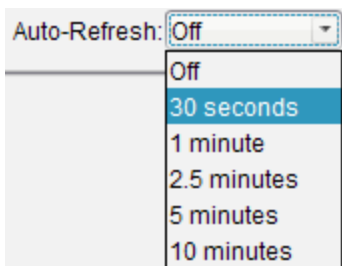 Auto-Refresh: Off
Off
30 seconds
1 minute
2.5 minutes
5 minutes
10 minutes